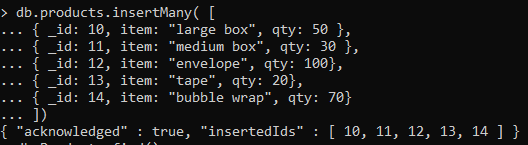 > db.products.insertMany( [
... { _id: 10, item: "large box", qty: 50 },
... { _id: 11, item: "medium box", qty: 30 },
... { _id: 12, item: "envelope", qty: 100},
... { _id: 13, item: "tape", qty: 20},
... { _id: 14, item: "bubble wrap", qty: 70}
... ])
{ "acknowledged" : true, "insertedIds" : [ 10, 11, 12, 13, 14 ] }